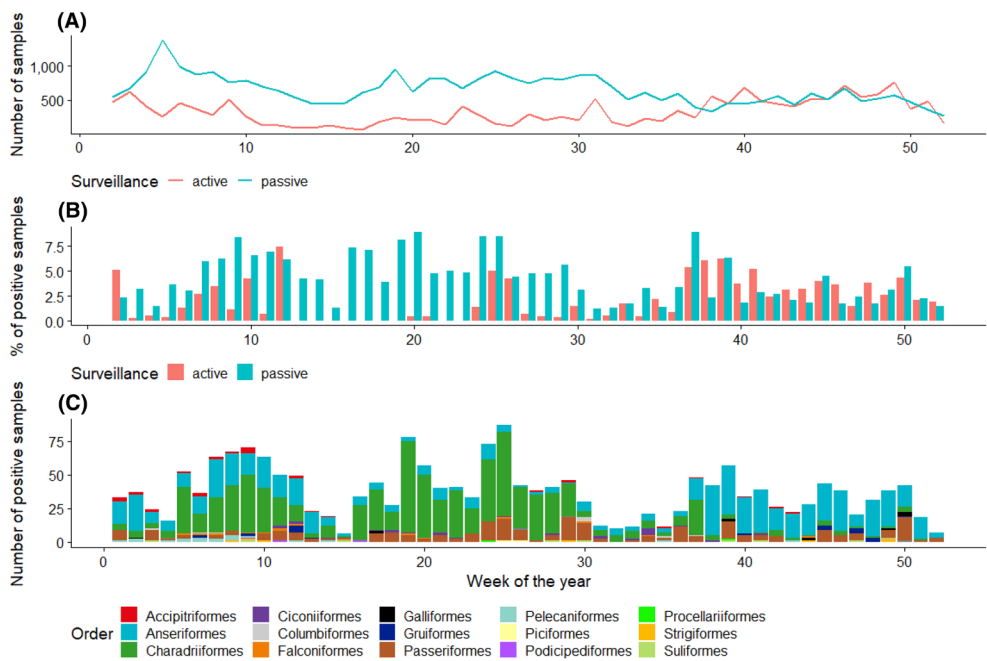 (A)
Number of samples
1,000
500
0 10 20 30 40 50
Surveillance active passive
(B)
% of positive samples
7.5
5.0
2.5
0.0
0 10 20 30 40 50
Surveillance active passive
(C)
Number of positive samples
75
50
25
0
0 10 20 30 40 50
Week of the year
Order
Accipitriformes Ciconiiformes Galliformes Pelecaniformes Procellariiformes
Anseriformes Columbiformes Gruiformes Piciformes Strigiformes
Charadriiformes Falconiformes Passeriformes Podicipediformes Suliformes